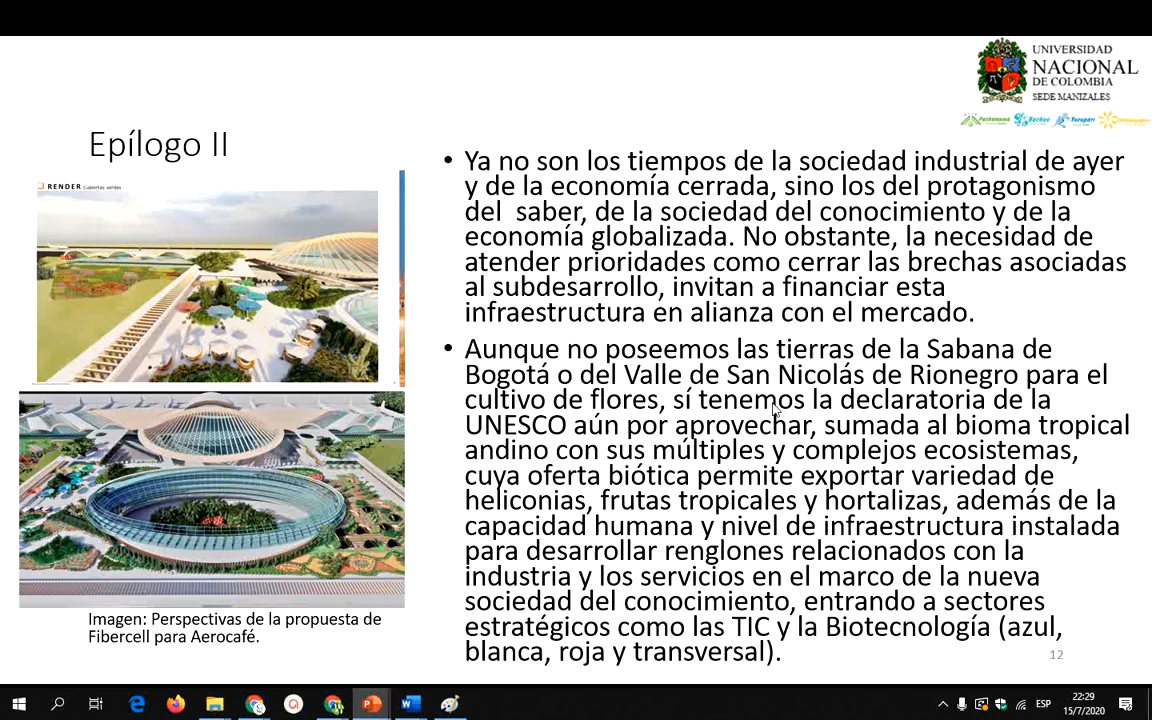 UNIVERSIDAD
NACIONAL
DE COLOMBIA
SEDE MANIZALES
Epílogo II
RENDER Cubiertas verdes
Imagen: Perspectivas de la propuesta de
Fibercell para Aerocafé.
• Ya no son los tiempos de la sociedad industrial de ayer
y de la economía cerrada, sino los del protagonismo
del saber, de la sociedad del conocimiento y de la
economía globalizada. No obstante, la necesidad de
atender prioridades como cerrar las brechas asociadas
al subdesarrollo, invitan a financiar esta
infraestructura en alianza con el mercado.
• Aunque no poseemos las tierras de la Sabana de
Bogotá o del Valle de San Nicolás de Rionegro para el
cultivo de flores, sí tenemos la declaratoria de la
UNESCO aún por aprovechar, sumada al bioma tropical
andino con sus múltiples y complejos ecosistemas,
cuya oferta biótica permite exportar variedad de
heliconias, frutas tropicales y hortalizas, además de la
capacidad humana y nivel de infraestructura instalada
para desarrollar renglones relacionados con la
industria y los servicios en el marco de la nueva
sociedad del conocimiento, entrando a sectores
estratégicos como las TIC y la Biotecnología (azul,
blanca, roja y transversal).
12
ESP
22:29
15/7/2020